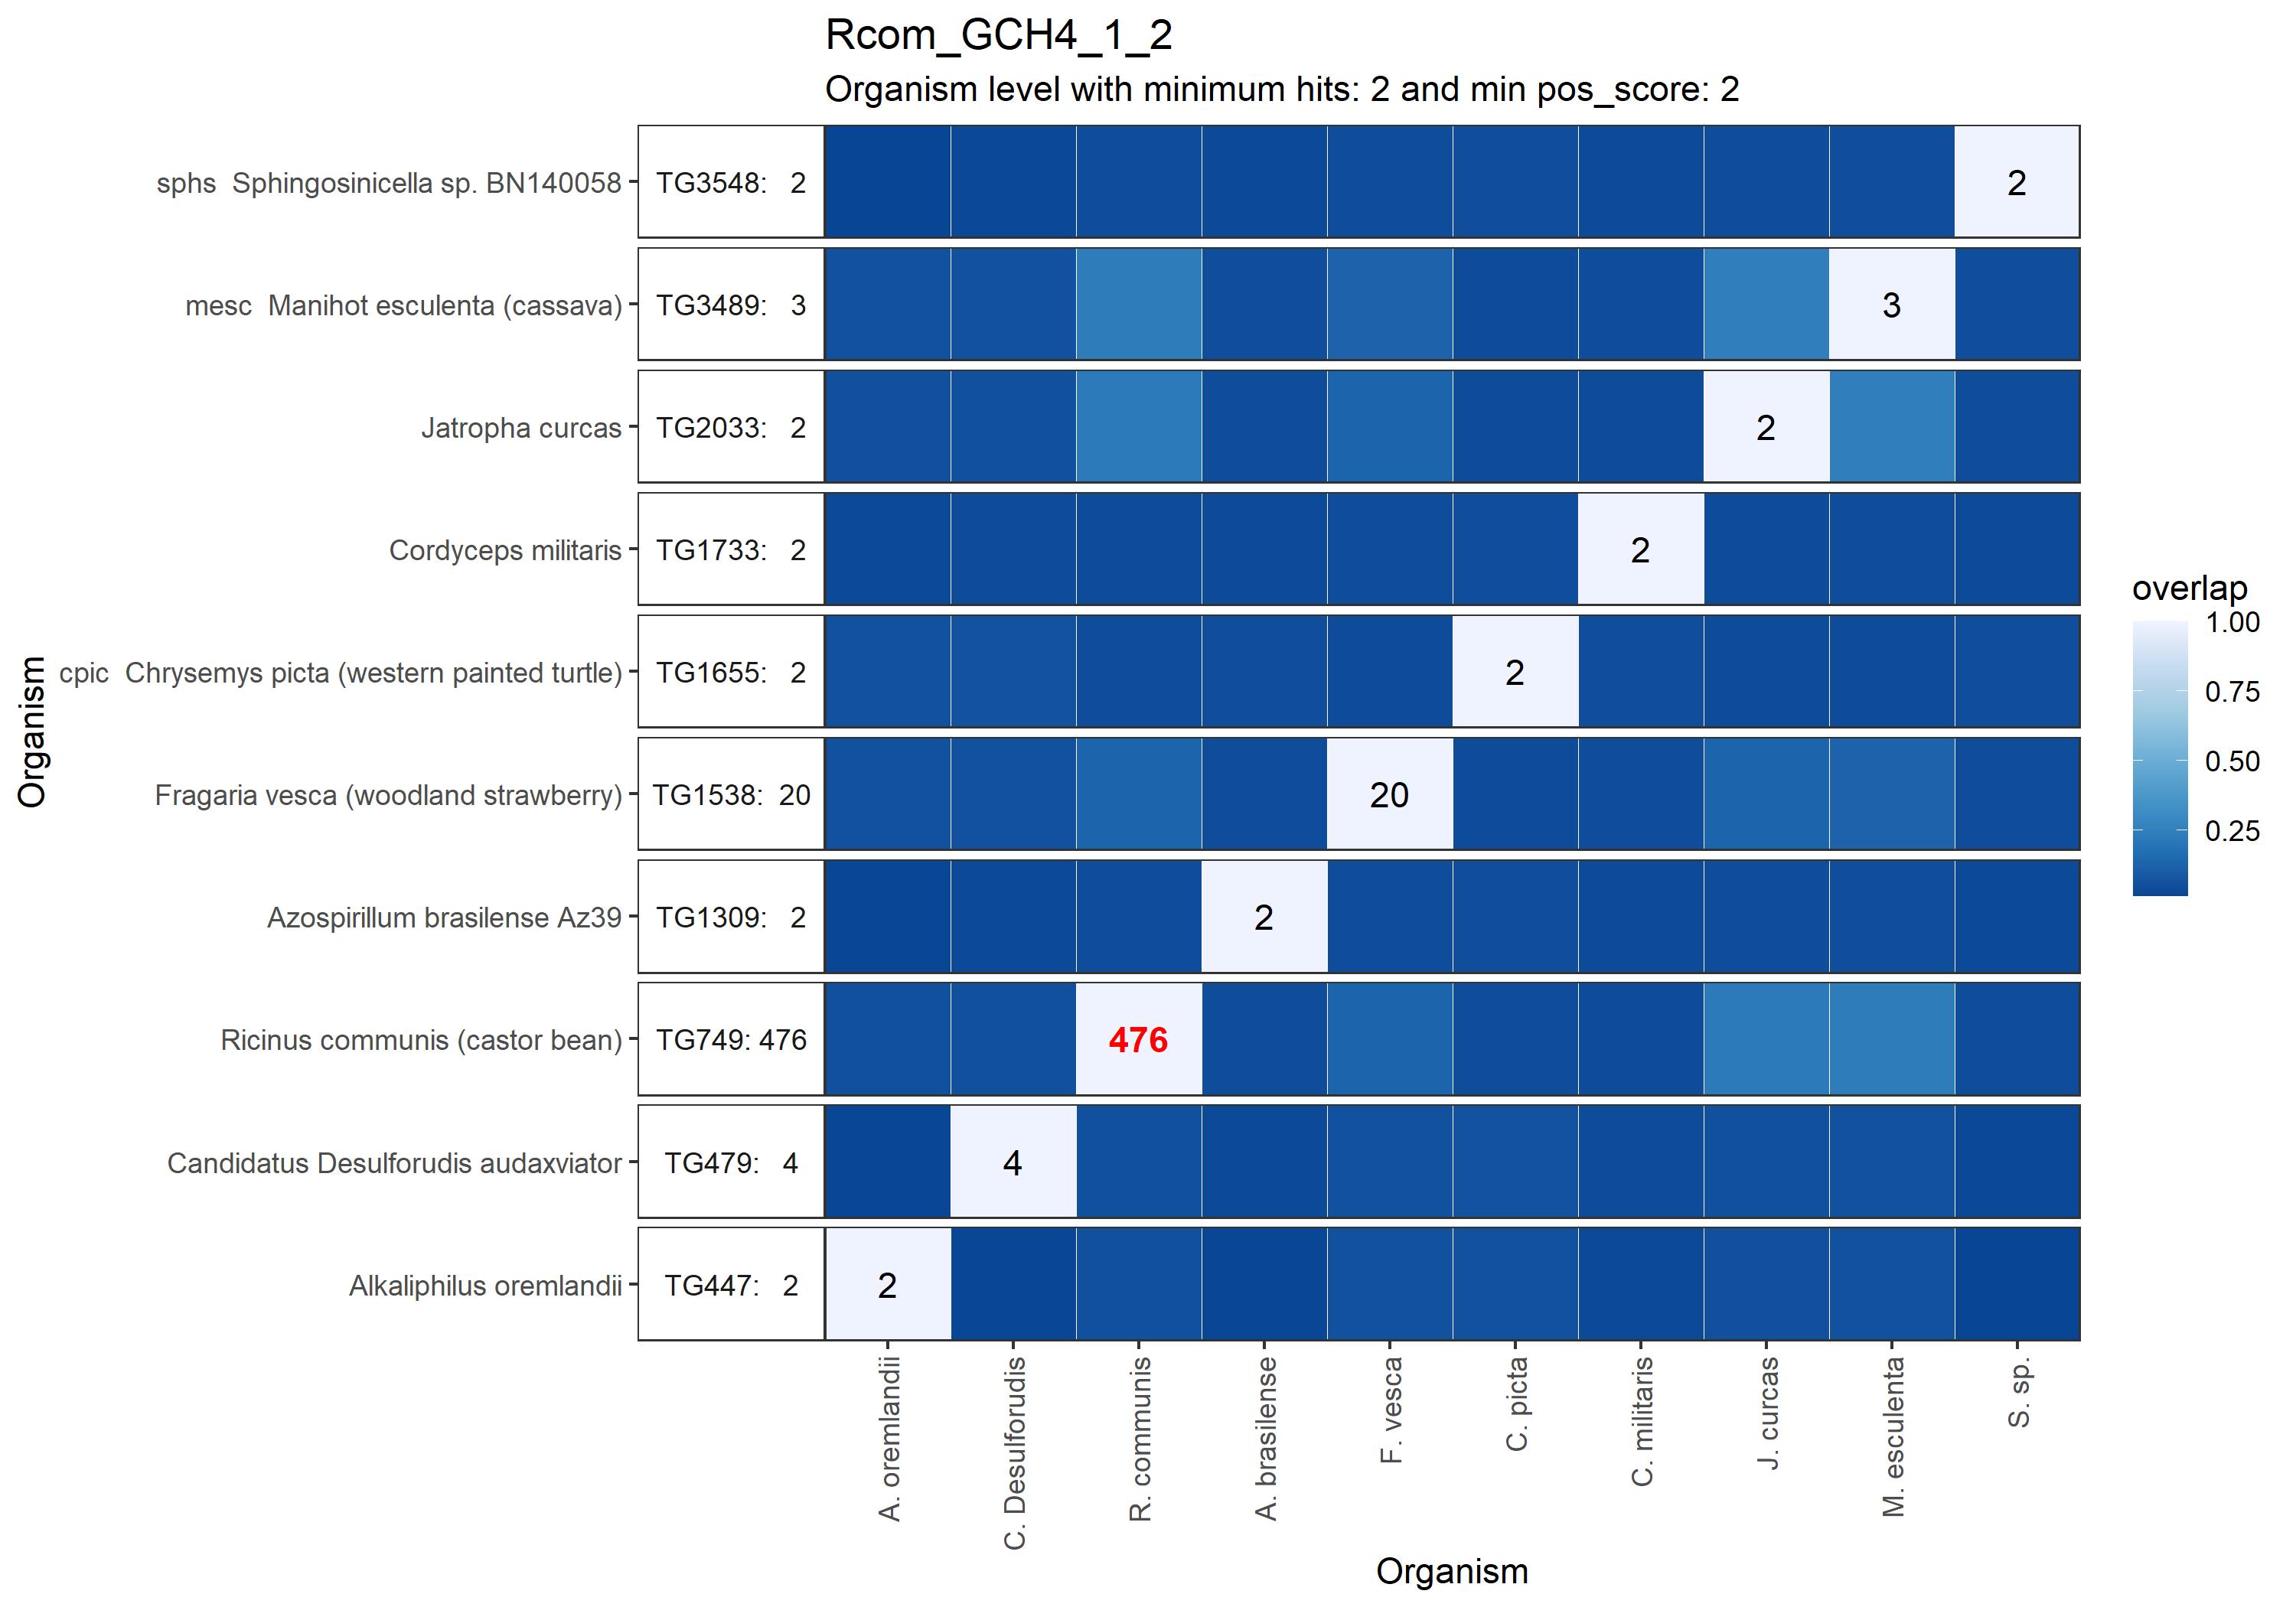 Rcom_GCH4_1_2
Organism level with minimum hits: 2 and min pos_score: 2
sphs  Sphingosinicella sp. BN140058 TG3548:   2 2
mesc  Manihot esculenta (cassava) TG3489:   3 3
Jatropha curcas TG2033:   2 2
Cordyceps militaris TG1733:   2 2
cpic  Chrysemys picta (western painted turtle) TG1655:   2 2
Fragaria vesca (woodland strawberry) TG1538:  20 20
Azospirillum brasilense Az39 TG1309:   2 2
Ricinus communis (castor bean) TG749: 476 476
Candidatus Desulforudis audaxviator TG479:   4 4
Alkaliphilus oremlandii TG447:   2 2
Organism
A. oremlandii
C. Desulforudis
R. communis
A. brasilense
F. vesca
C. picta
C. militaris
J. curcas
M. esculenta
S. sp.
Organism
overlap
1.00
0.75
0.50
0.25